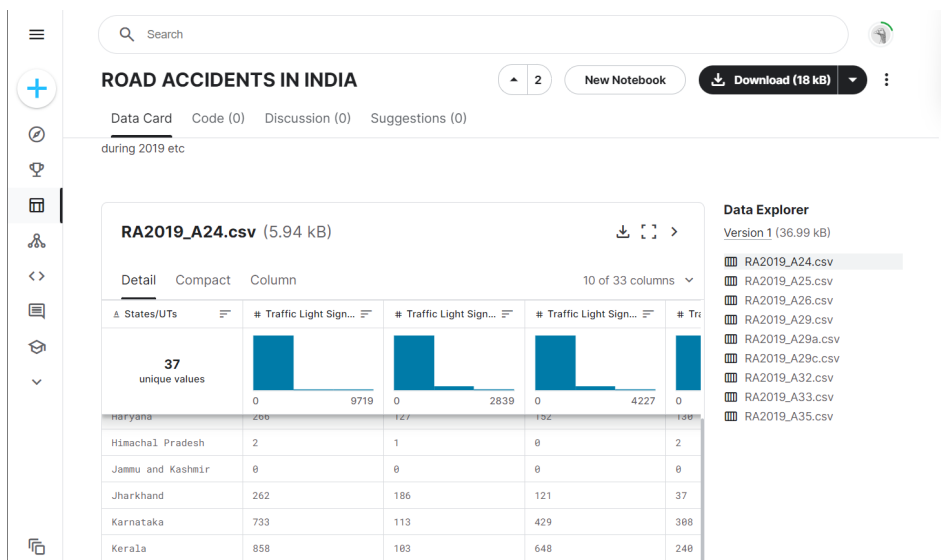 Search
ROAD ACCIDENTS IN INDIA
2
New Notebook
Download (18 kB)
Data Card Code (0) Discussion (0) Suggestions (0)
during 2019 etc
RA2019_A24.csv (5.94 kB)
Detail Compact Column
10 of 33 columns
A States/UTs # Traffic Light Sign... # Traffic Light Sign... # Traffic Light Sign... # Tra
37
unique values
0 9719 0 2839 0 4227 0
Haryana 266 127 152 130
Himachal Pradesh 2 1 0 2
Jammu and Kashmir 0 0 0 0
Jharkhand 262 186 121 37
Karnataka 733 113 429 308
Kerala 858 103 648 240
Data Explorer
Version 1 (36.99 kB)
RA2019_A24.csv
RA2019_A25.csv
RA2019_A26.csv
RA2019_A29.csv
RA2019_A29a.csv
RA2019_A29c.csv
RA2019_A32.csv
RA2019_A33.csv
RA2019_A35.csv